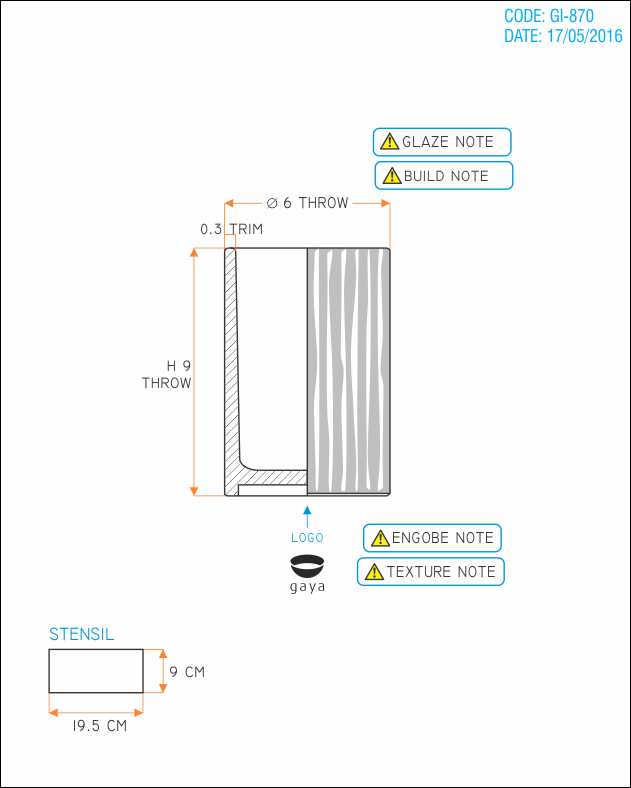 CODE: GI-870
DATE: 17/05/2016
GLAZE NOTE
BUILD NOTE
Ø 6 THROW
0.3 TRIM
H 9
THROW
LOGO
gaya
ENGOBE NOTE
TEXTURE NOTE
STENSIL
9 CM
19.5 CM